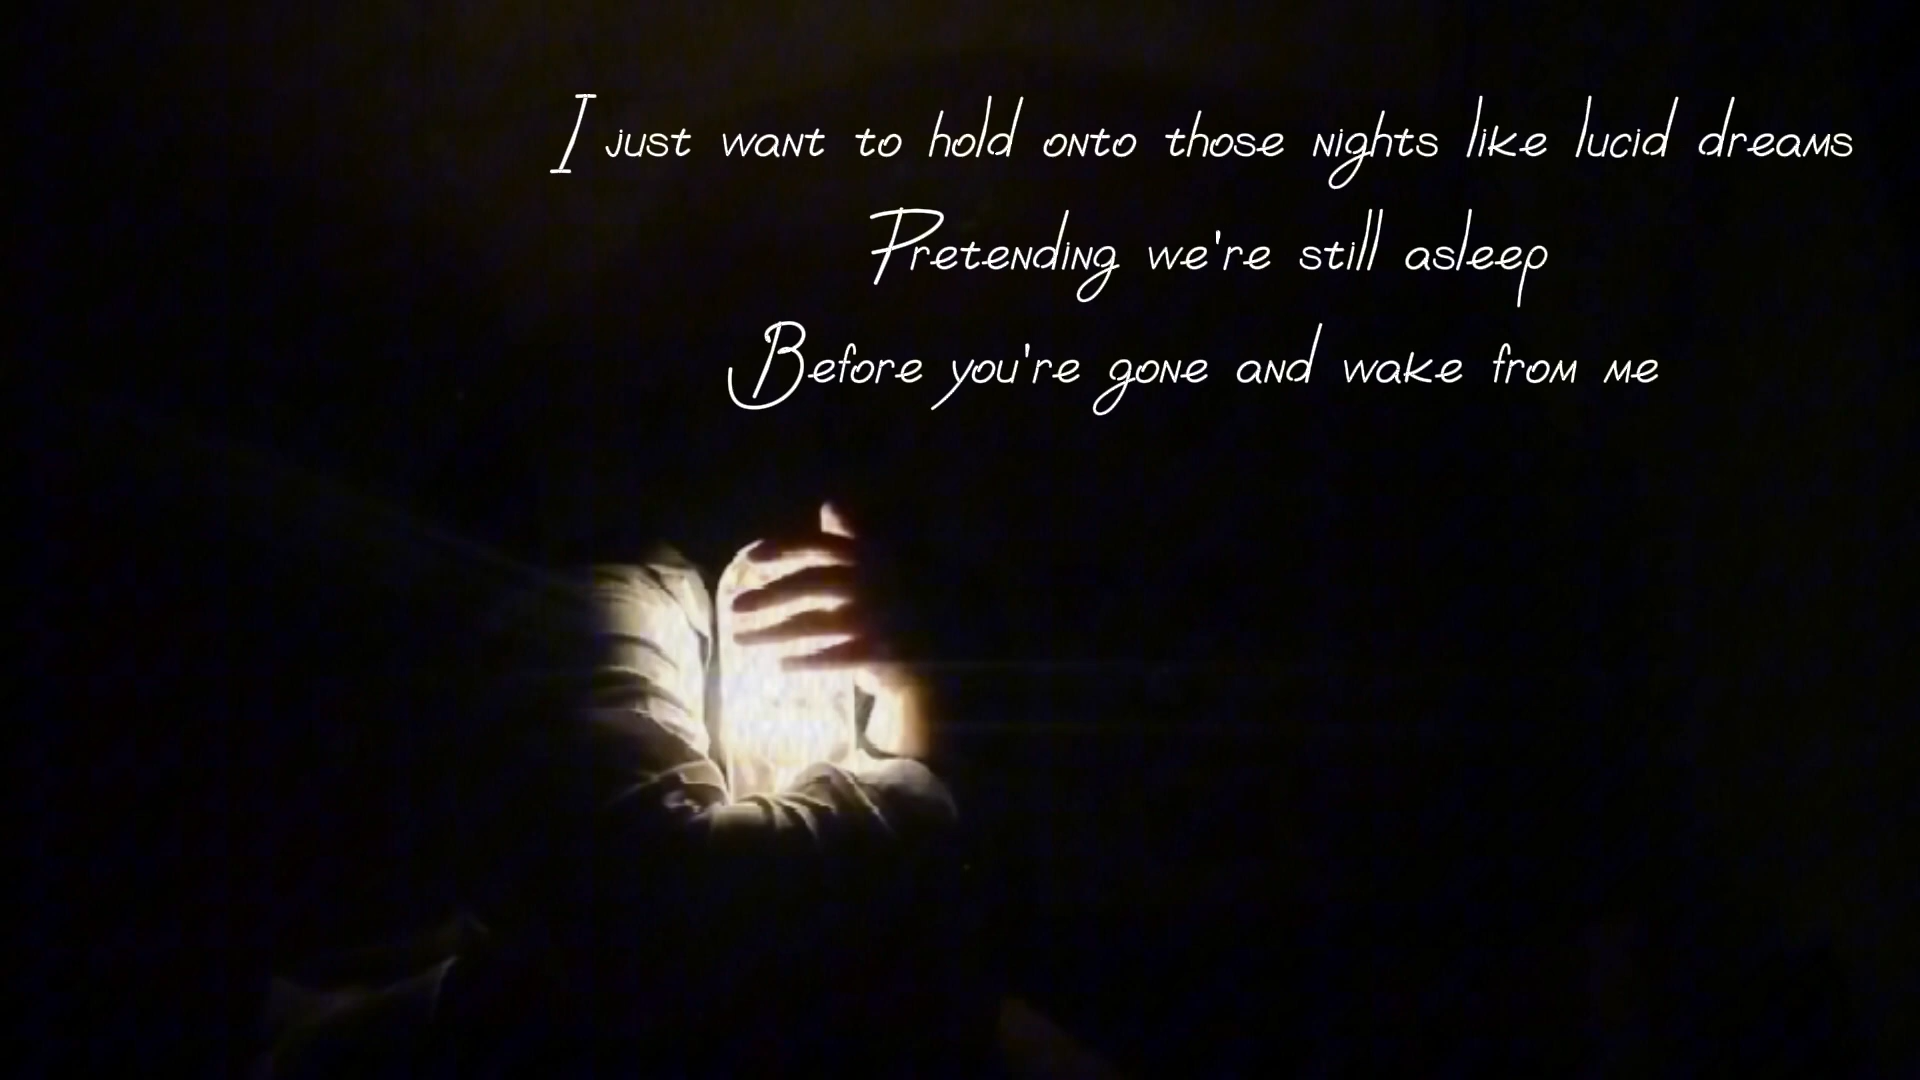 I just want to hold onto those nights like lucid dreams
Pretending we're still asleep
Before you're gone and wake from me